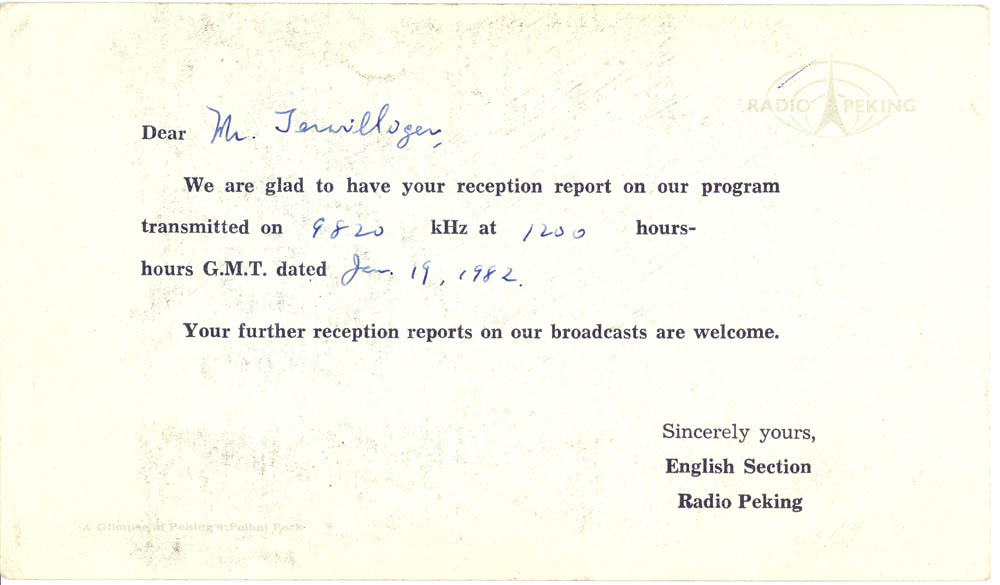 RADIO PEKING
Dear Mr. Terwilloger,
We are glad to have your reception report on our program
transmitted on 9820 kHz at 1200 hours-
hours G.M.T. dated Jan. 19, 1982.
Your further reception reports on our broadcasts are welcome.
Sincerely yours,
English Section
Radio Peking
A Glimpse of Peking's Peihai Park